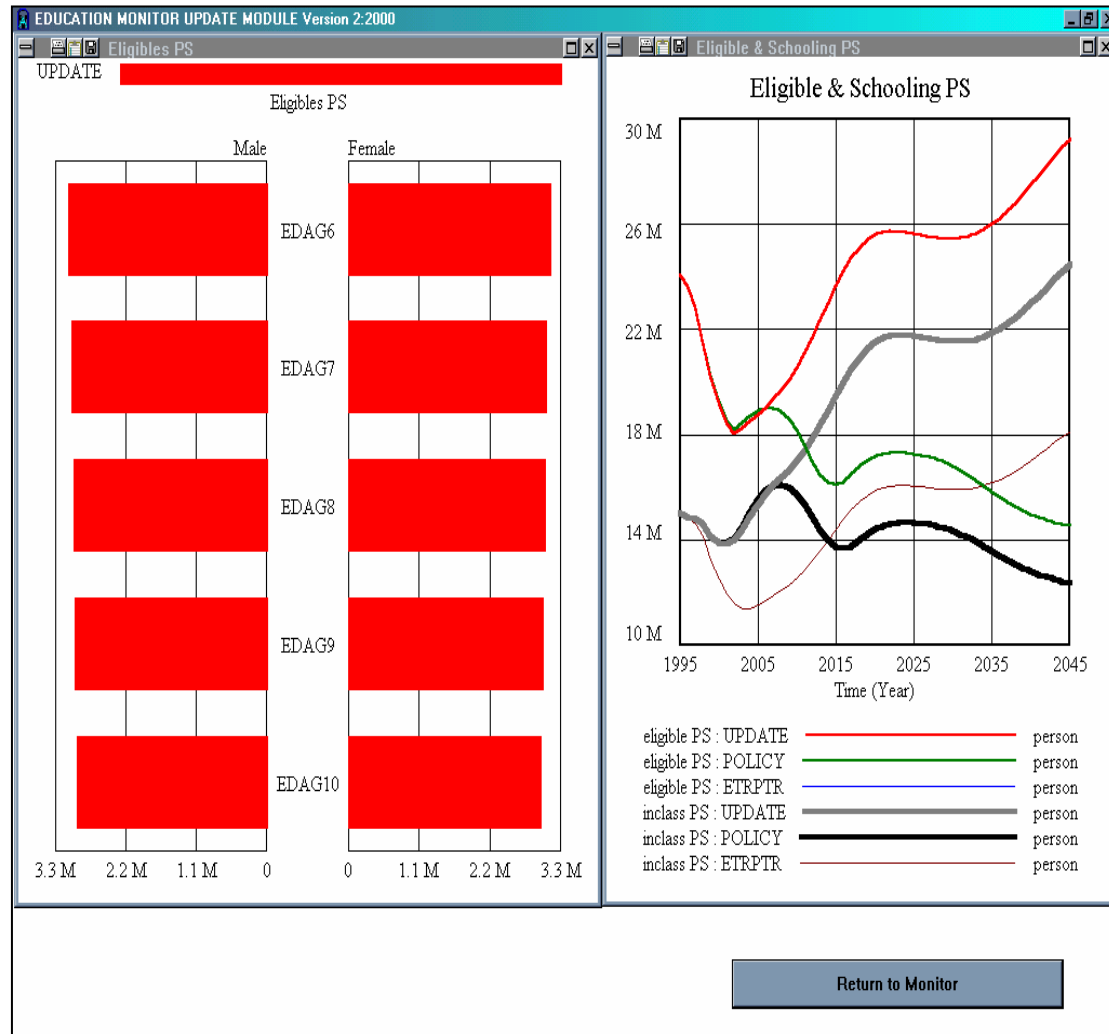 EDUCATION MONITOR UPDATE MODULE Version 2:2000
Eligibles PS
UPDATE
Eligibles PS
Male
Female
EDAG6
EDAG7
EDAG8
EDAG9
EDAG10
3.3 M 2.2 M 1.1 M 0 0 1.1 M 2.2 M 3.3 M
Eligible & Schooling PS
Eligible & Schooling PS
30 M
26 M
22 M
18 M
14 M
10 M
1995 2005 2015 2025 2035 2045
Time (Year)
eligible PS : UPDATE person
eligible PS : POLICY person
eligible PS : ETRPTR person
inclass PS : UPDATE person
inclass PS : POLICY person
inclass PS : ETRPTR person
Return to Monitor